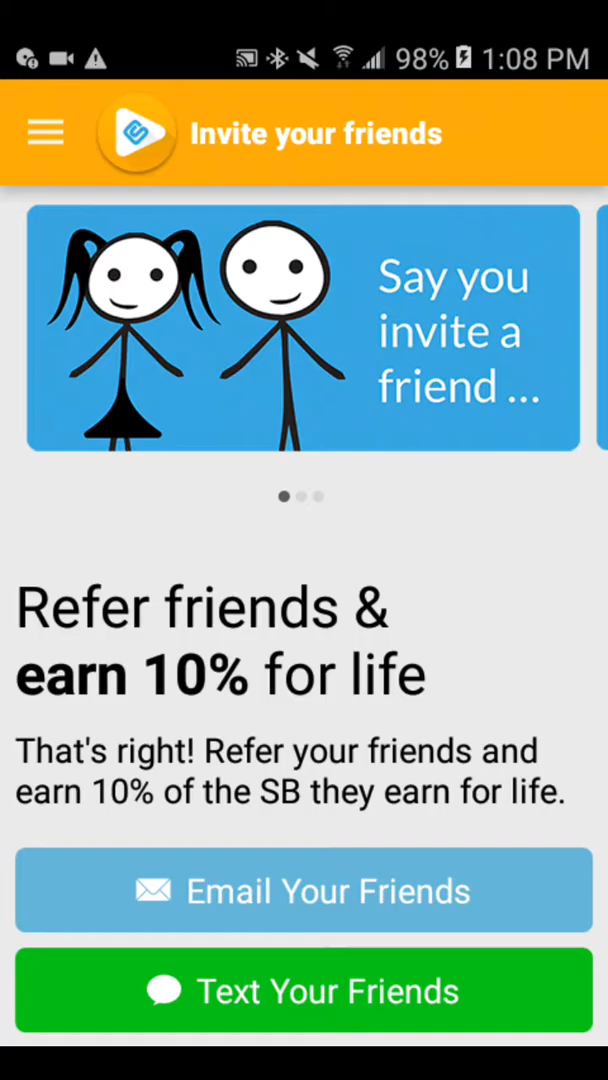 98% 1:08 PM
Invite your friends
Say you
invite a
friend ...
Refer friends &
earn 10% for life
That's right! Refer your friends and
earn 10% of the SB they earn for life.
Email Your Friends
Text Your Friends